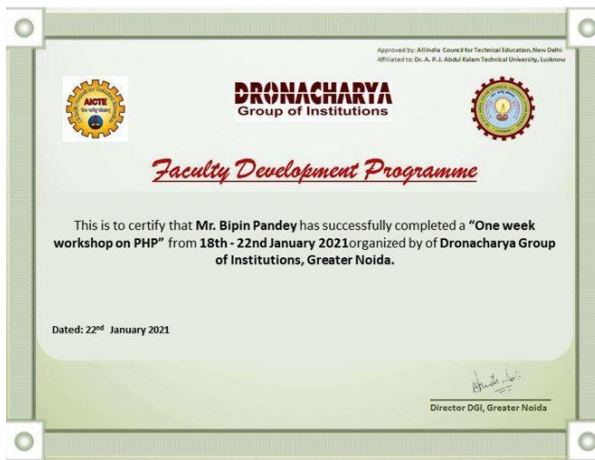 Approved by: All India Council for Technical Education, New Delhi
Affiliated to: Dr. A. P. J. Abdul Kalam Technical University, Lucknow
AICTE
DRONACHARYA
Group of Institutions
Faculty Development Programme
This is to certify that Mr. Bipin Pandey has successfully completed a “One week
workshop on PHP” from 18th - 22nd January 2021organized by of Dronacharya Group
of Institutions, Greater Noida.
Dated: 22nd January 2021
Director DGI, Greater Noida